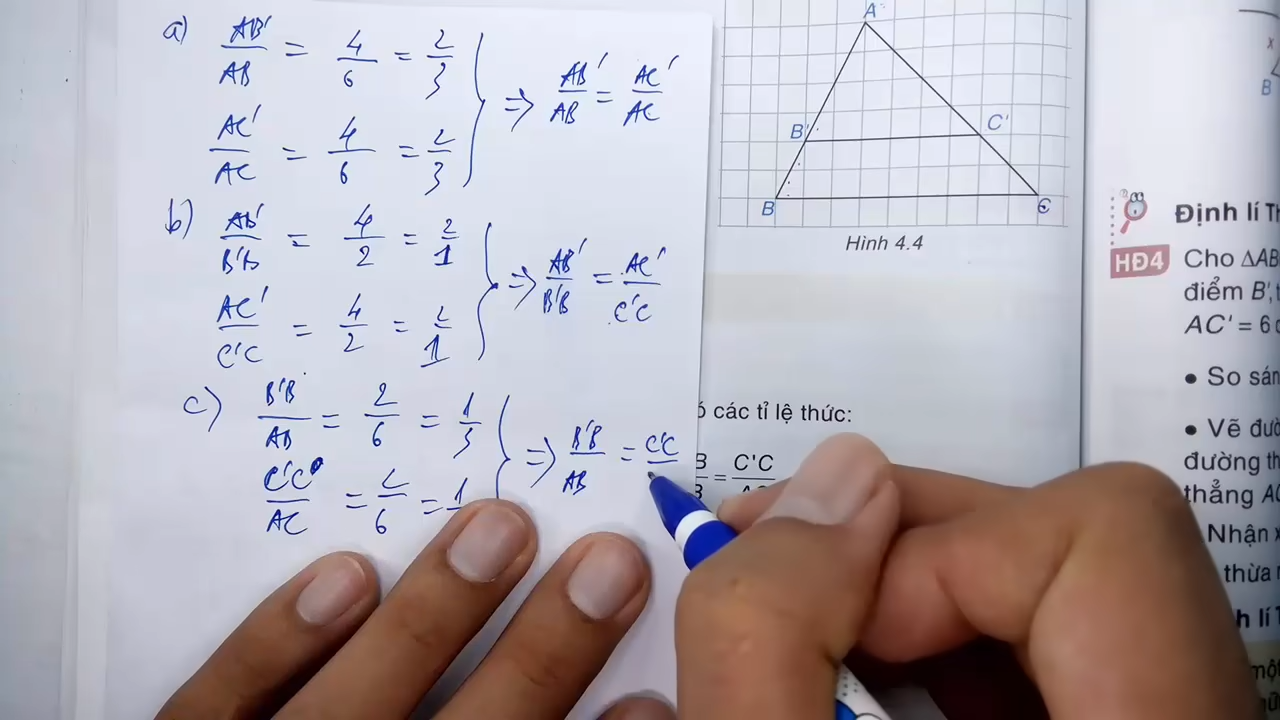 a) AB'/AB = 4/6 = 2/3
AC'/AC = 4/6 = 2/3
=> AB'/AB = AC'/AC
b) AB'/B'B = 4/2 = 2/1
AC'/C'C = 4/2 = 2/1
=> AB'/B'B = AC'/C'C
c) B'B/AB = 2/6 = 1/3
C'C/AC = 2/6 = 1
=> B'B/AB = C'C
A
B'
C'
B
C
Hình 4.4
ó các tỉ lệ thức:
B/B = C'C
x
B
Định lí
HĐ4
Cho ΔAB
điểm B',
AC' = 6
• So sán
• Vẽ đườ
đường th
thẳng A
Nhận
thừa
lí
một